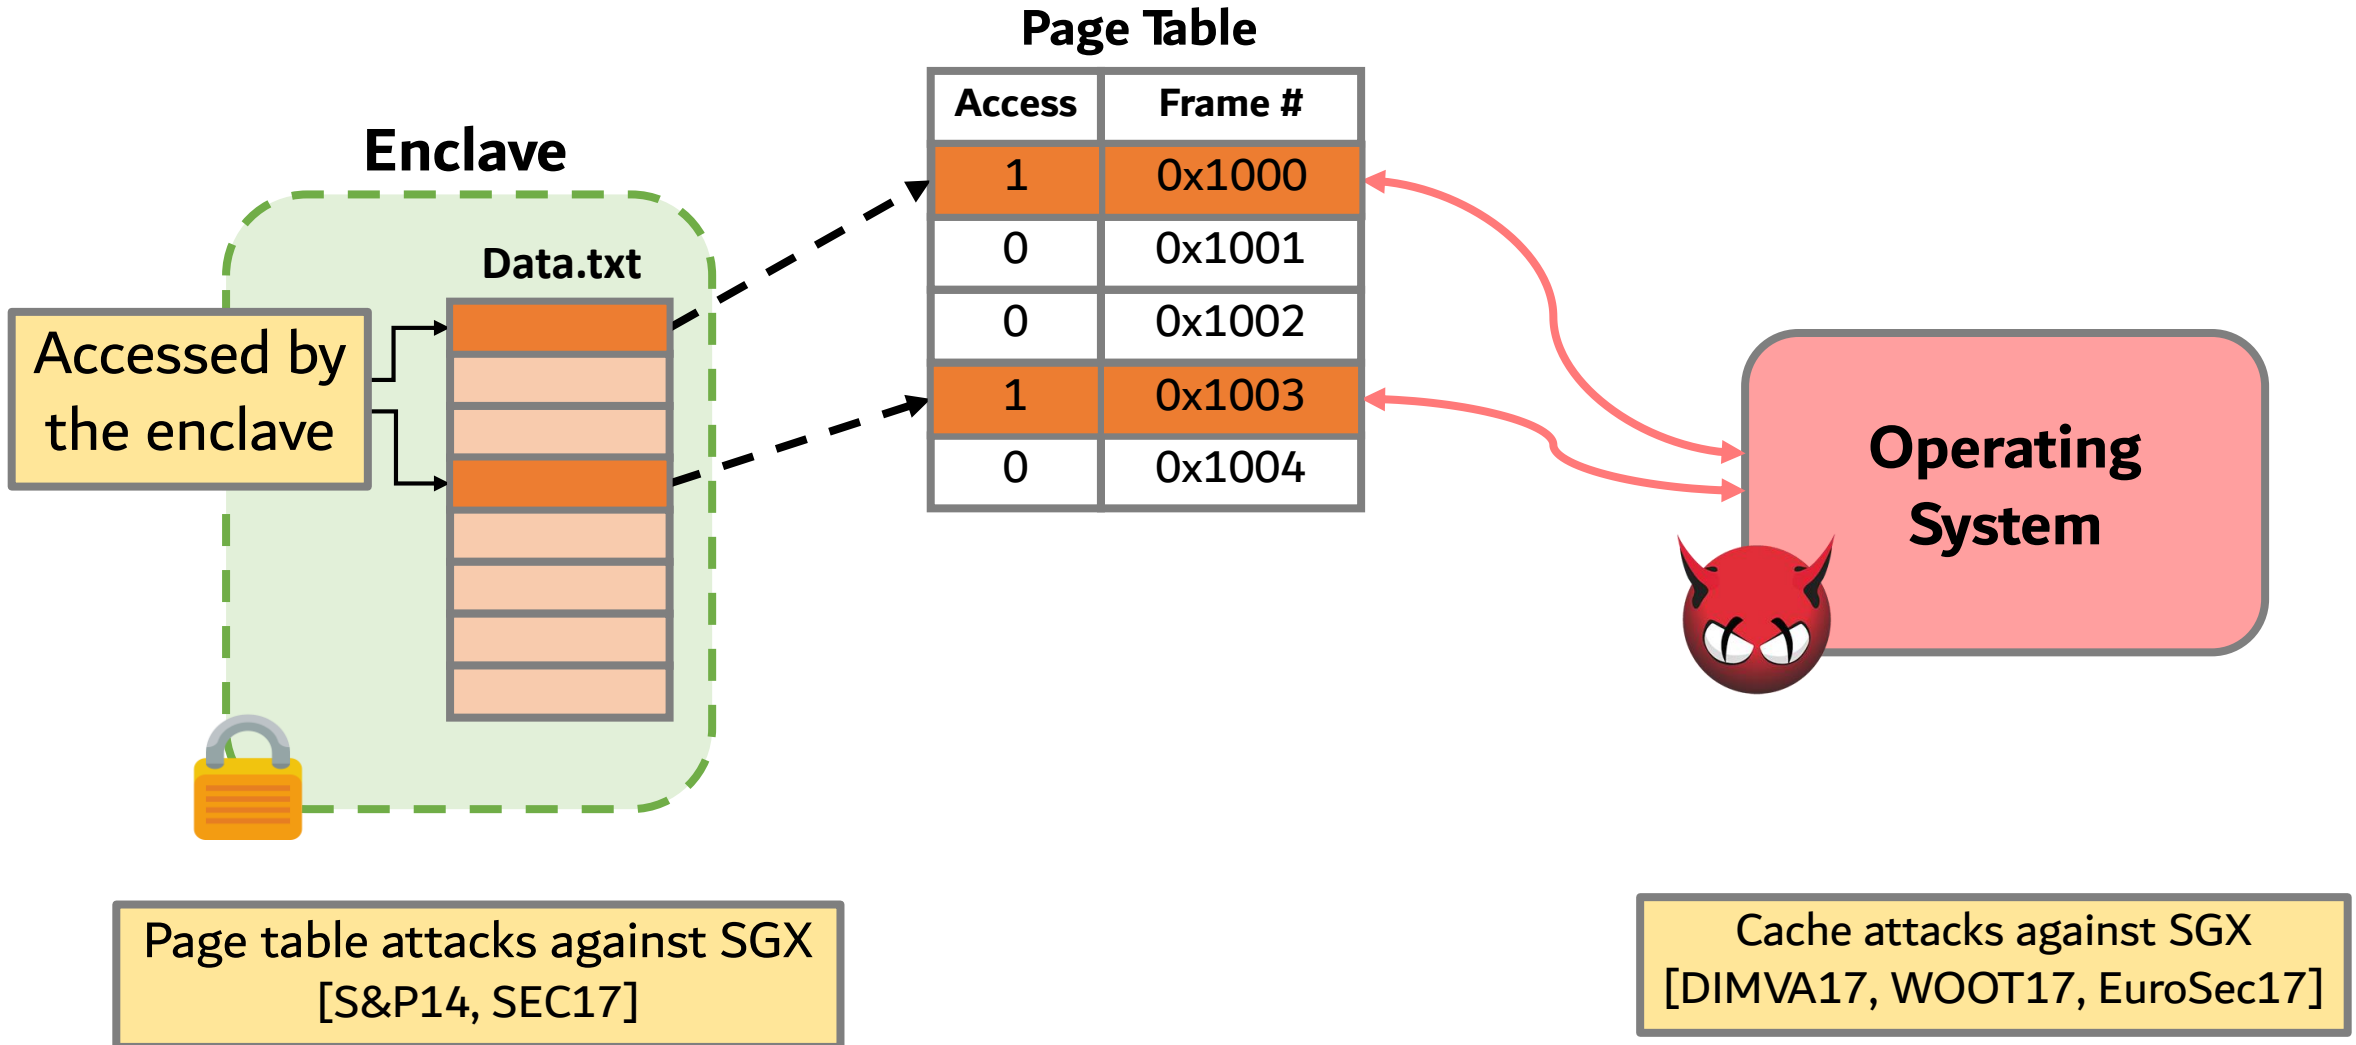 Page Table
Access Frame #
1 0x1000
0 0x1001
0 0x1002
1 0x1003
0 0x1004
Enclave
Data.txt
Accessed by
the enclave
Operating
System
Page table attacks against SGX
[S&P14, SEC17]
Cache attacks against SGX
[DIMVA17, WOOT17, EuroSec17]